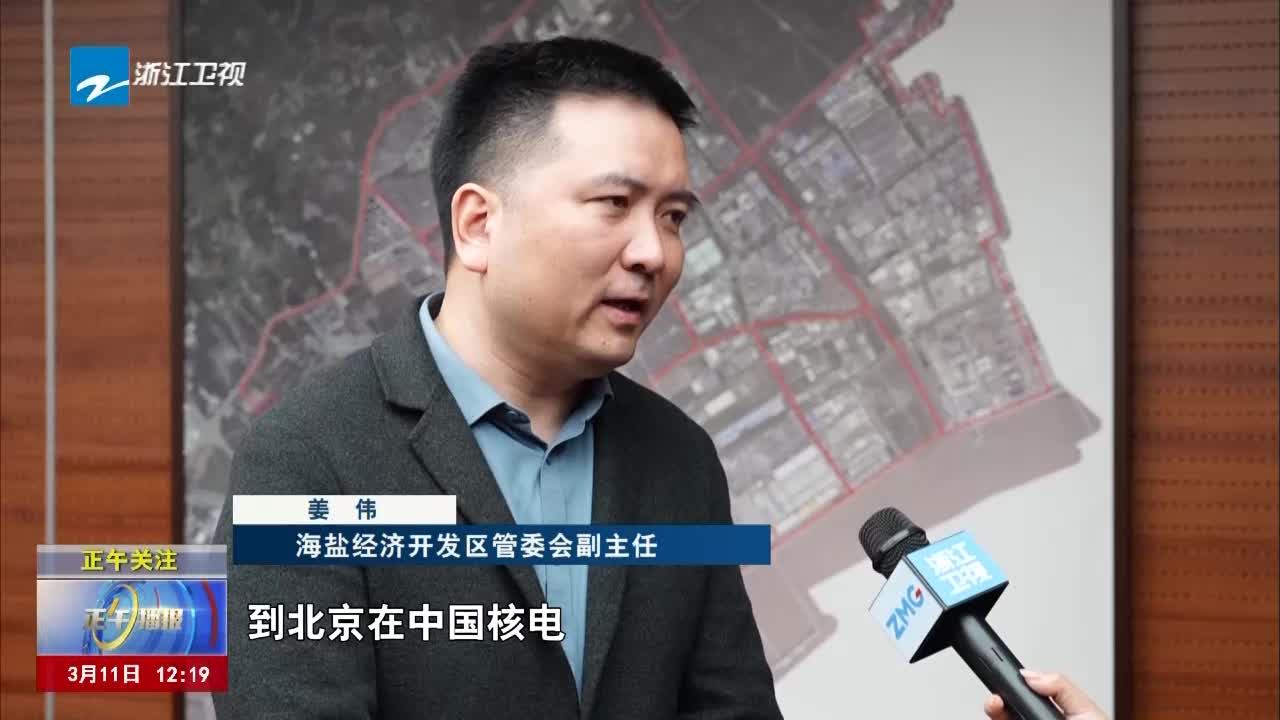 浙江卫视
姜 伟
海盐经济开发区管委会副主任
正午关注
正午播报
3月11日 12:19
到北京在中国核电
浙江卫视
ZMG